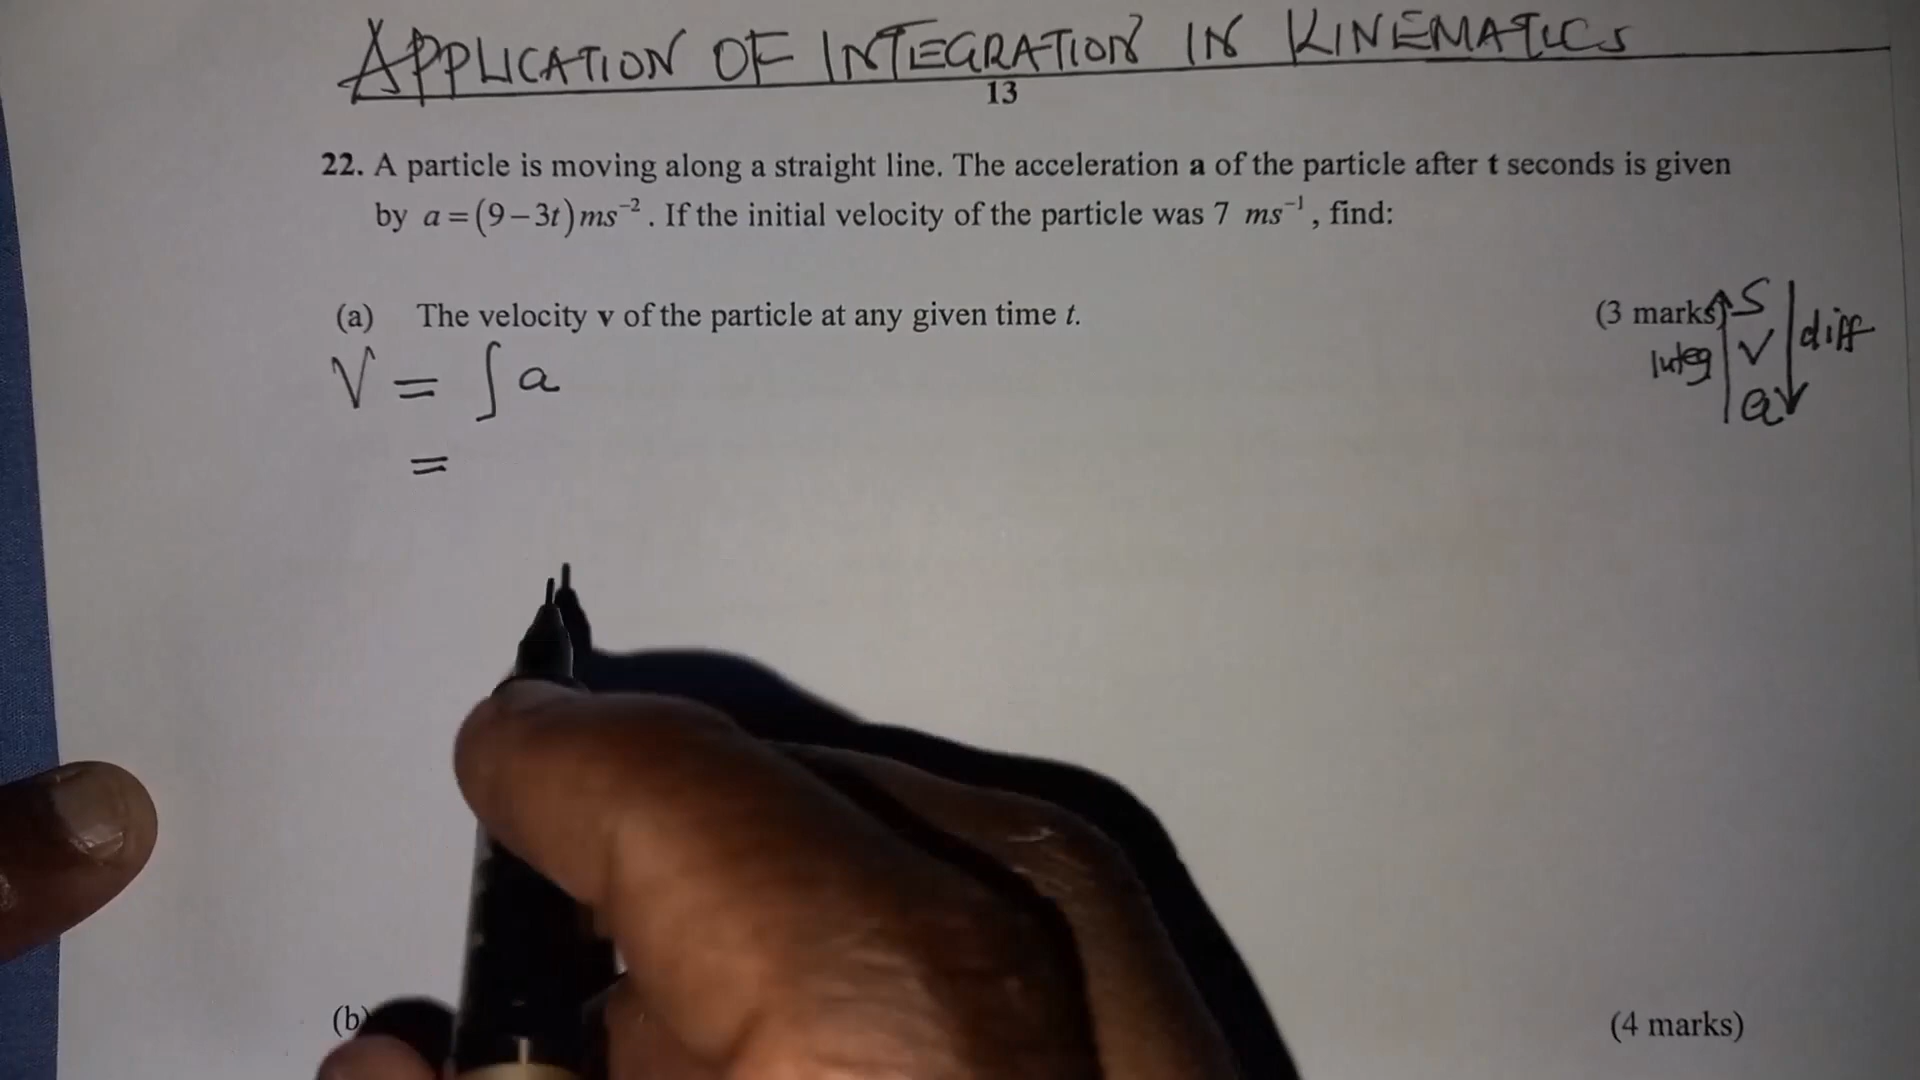 APPLICATION OF INTEGRATION IN KINEMATICS
13
22. A particle is moving along a straight line. The acceleration a of the particle after t seconds is given
by a = (9 − 3t) ms⁻². If the initial velocity of the particle was 7 ms⁻¹, find:
(a) The velocity v of the particle at any given time t. (3 marks)
V = ∫ a
=
S
V
a
Integ
diff
(b) (4 marks)